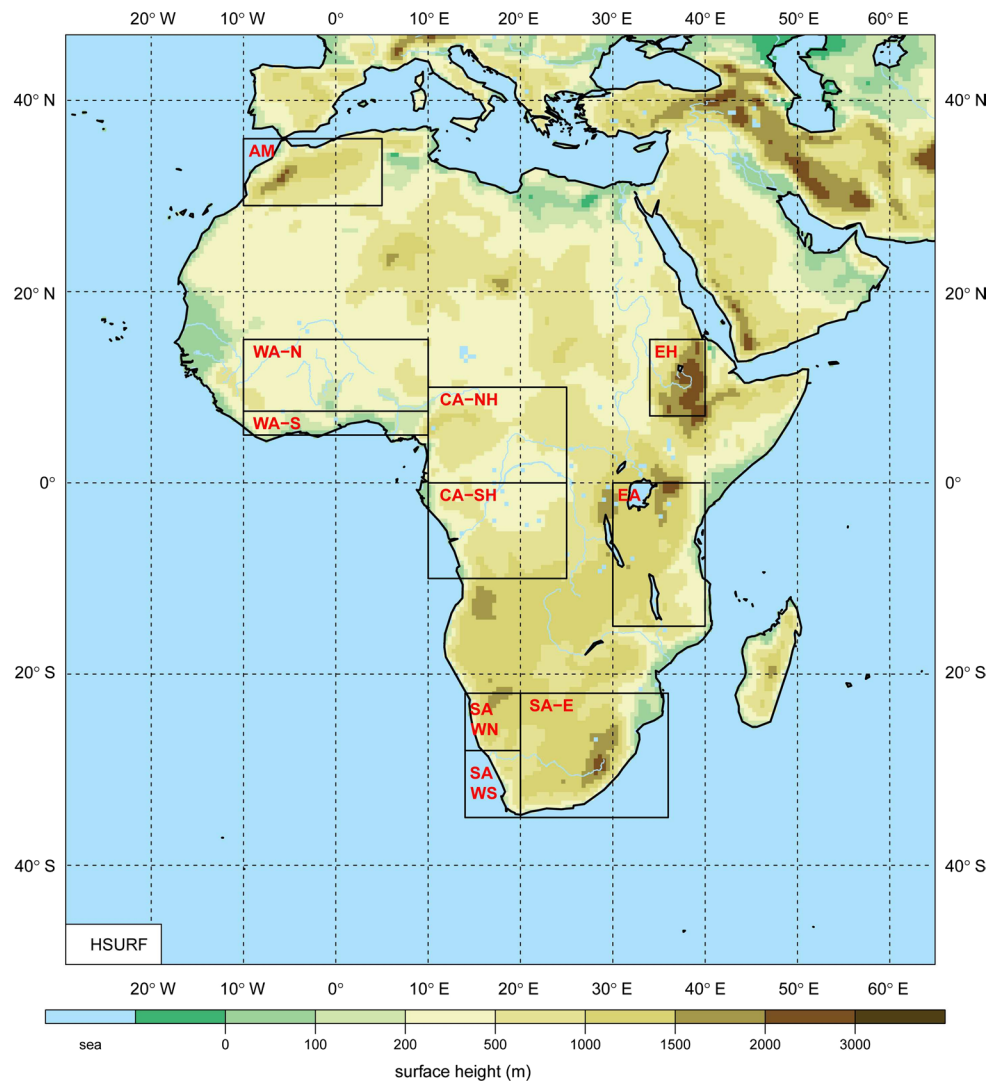 20° W 10° W 0° 10° E 20° E 30° E 40° E 50° E 60° E
40° N 40° N
AM
20° N 20° N
WA−N EH
CA−NH
WA−S
0° 0°
CA−SH EA
20° S 20° S
SA SA−E
WN
SA
WS
40° S 40° S
HSURF
20° W 10° W 0° 10° E 20° E 30° E 40° E 50° E 60° E
sea 0 100 200 500 1000 1500 2000 3000
surface height (m)